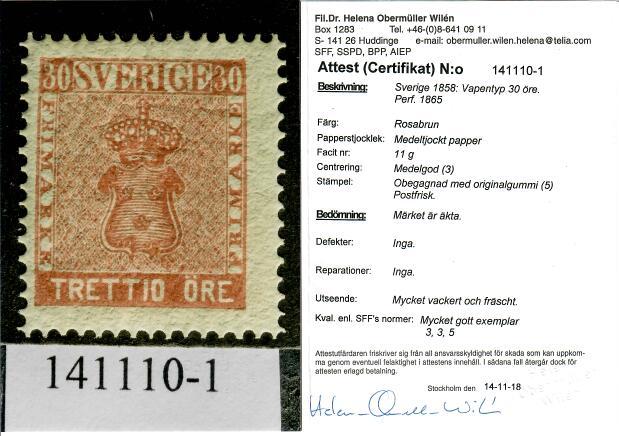 30 SVERIGE 30
FRIMÄRKE
FRIMÄRKE
TRETTIO ÖRE
141110-1
Fil.Dr. Helena Obermüller Wilén
Box 1283 Tel. +46-(0)8-641 09 11
S- 141 26 Huddinge e-mail: obermuller.wilen.helena@telia.com
SFF, SSPD, BPP, AIEP
Attest (Certifikat) N:o 141110-1
Beskrivning: Sverige 1858: Vapentyp 30 öre.
Perf. 1865
Färg: Rosabrun
Papperstjocklek: Medeltjockt papper
Facit nr: 11 g
Centrering: Medelgod (3)
Stämpel: Obegagnad med originalgummi (5)
Postfrisk.
Bedömning: Märket är äkta.
Defekter: Inga.
Reparationer: Inga.
Utseende: Mycket vackert och fräscht.
Kval. enl. SFF's normer: Mycket gott exemplar
3, 3, 5
Attestutfärdaren friskriver sig från all ansvarsskyldighet för skada som kan uppkom-
ma genom eventuell felaktighet i attestens innehåll. I sådana fall återgår dock för
attesten erlagd betalning.
Stockholm den 14-11-18